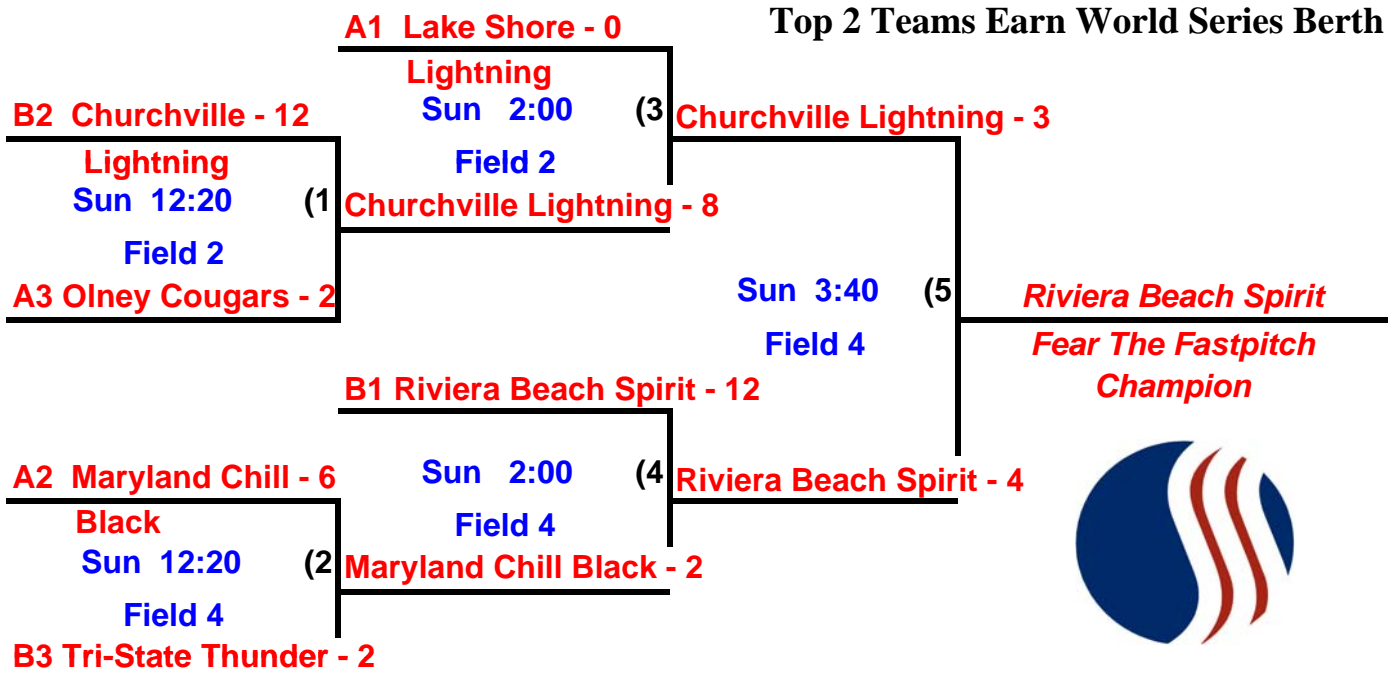 Top 2 Teams Earn World Series Berth
A1 Lake Shore - 0
Lightning
Sun 2:00 (3
Field 2
B2 Churchville - 12
Lightning
Sun 12:20 (1
Field 2
A3 Olney Cougars - 2
Churchville Lightning - 8
Churchville Lightning - 3
Sun 3:40 (5
Field 4
Riviera Beach Spirit
Fear The Fastpitch
Champion
B1 Riviera Beach Spirit - 12
Sun 2:00 (4
Field 4
Riviera Beach Spirit - 4
A2 Maryland Chill - 6
Black
Sun 12:20 (2
Field 4
Maryland Chill Black - 2
B3 Tri-State Thunder - 2